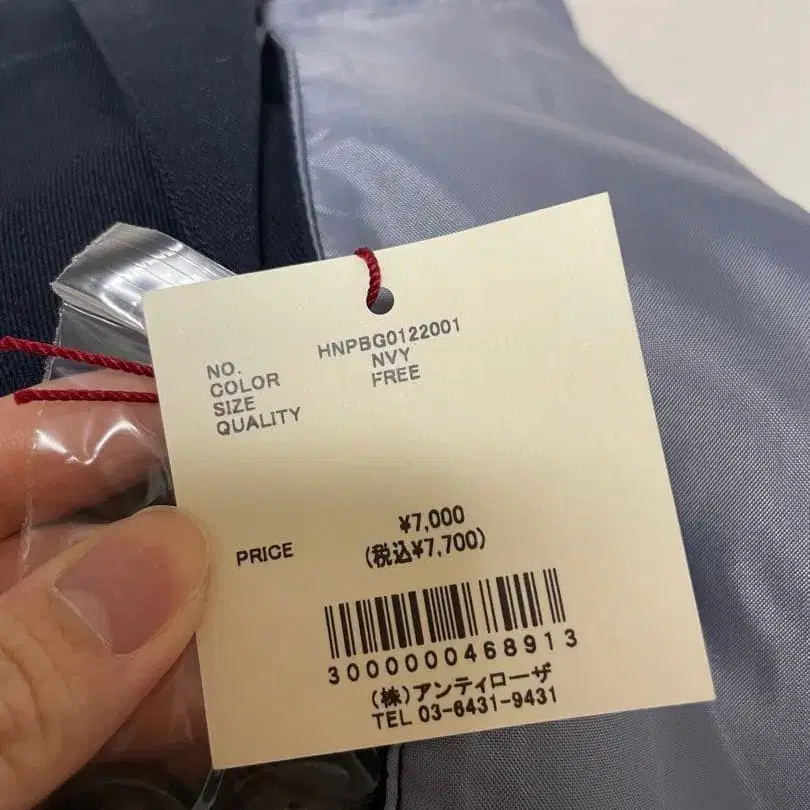 NO. HNPBG0122001
COLOR NVY
SIZE FREE
QUALITY
¥7,000
PRICE (税込¥7,700)
3000000468913
(株)アンティローザ
TEL 03-6431-9431